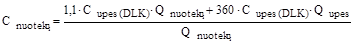 C nuotekų = 1,1·C upes (DLK)·Q nuotekų + 360·C upes (DLK)·Q upes
Q nuotekų